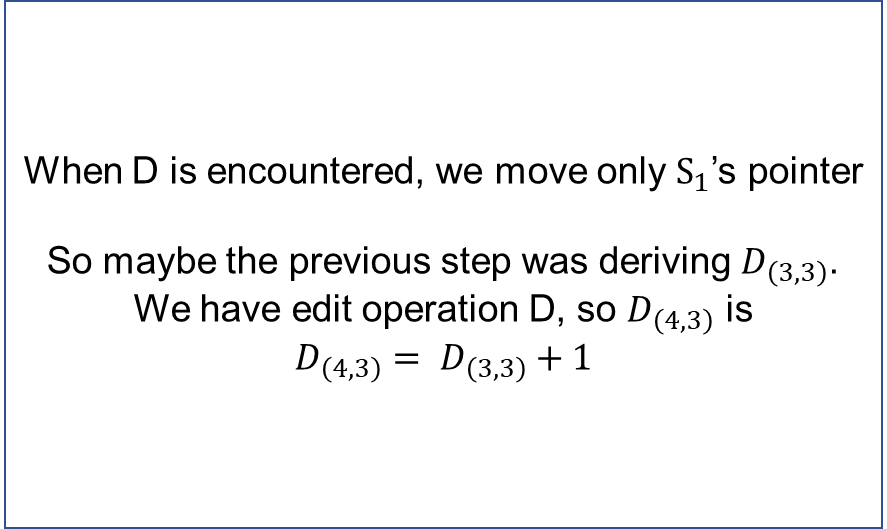 When D is encountered, we move only S₁’s pointer
So maybe the previous step was deriving D₍₃,₃₎.
We have edit operation D, so D₍₄,₃₎ is
D₍₄,₃₎ = D₍₃,₃₎ + 1